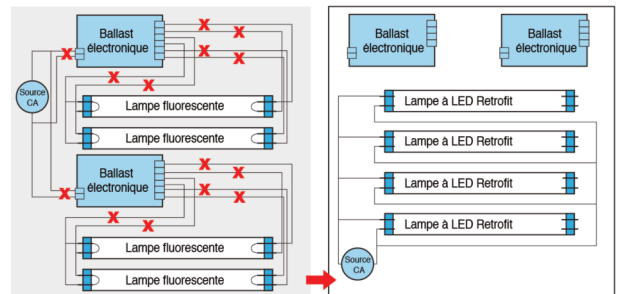 Ballast
électronique
Source
CA
Lampe fluorescente
Lampe fluorescente
Ballast
électronique
Lampe fluorescente
Lampe fluorescente
Ballast
électronique
Ballast
électronique
Lampe à LED Retrofit
Lampe à LED Retrofit
Lampe à LED Retrofit
Lampe à LED Retrofit
Source
CA